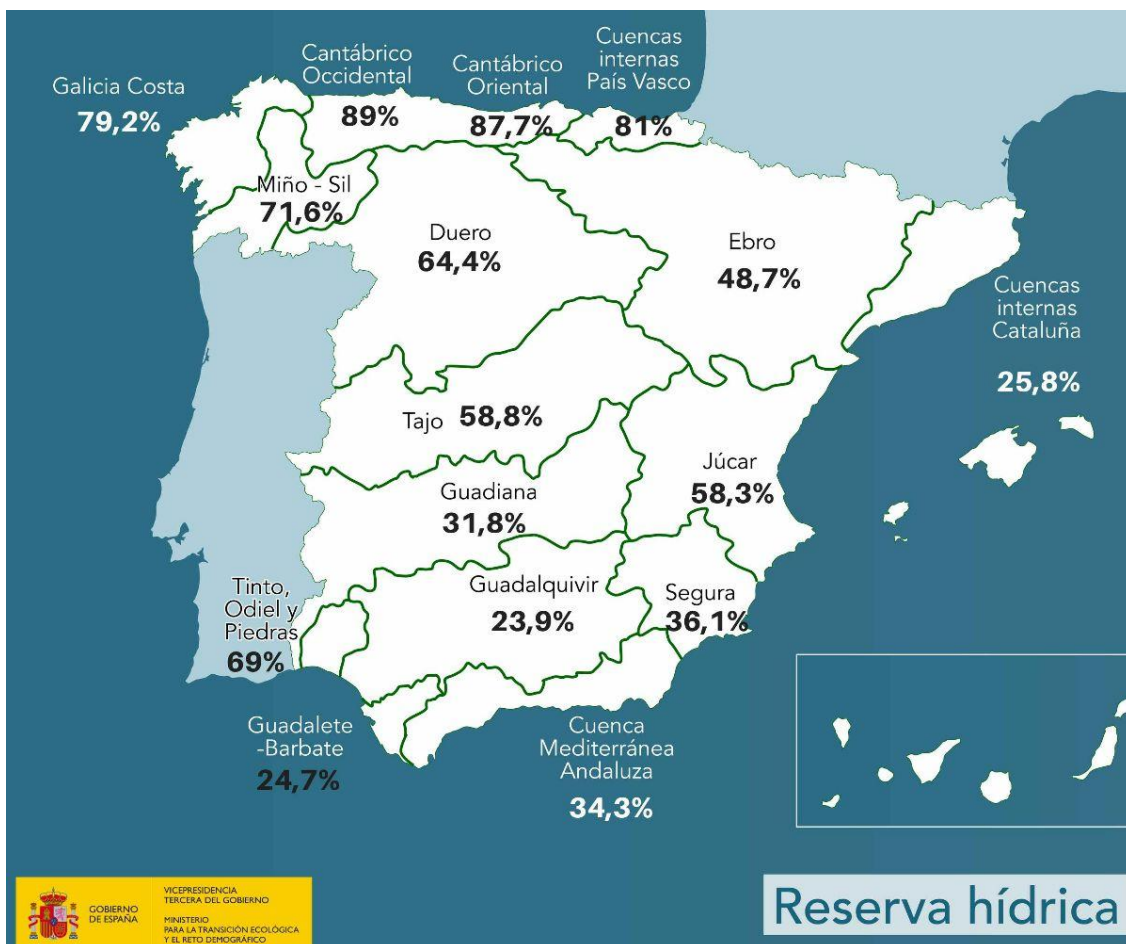 Galicia Costa
79,2%
Cantábrico
Occidental
89%
Cantábrico
Oriental
87,7%
Cuencas
internas
País Vasco
81%
Miño - Sil
71,6%
Duero
64,4%
Ebro
48,7%
Cuencas
internas
Cataluña
25,8%
Tajo 58,8%
Júcar
58,3%
Guadiana
31,8%
Guadalquivir
23,9%
Segura
36,1%
Tinto,
Odiel y
Piedras
69%
Guadalete
-Barbate
24,7%
Cuenca
Mediterránea
Andaluza
34,3%
GOBIERNO
DE ESPAÑA
VICEPRESIDENCIA
TERCERA DEL GOBIERNO
MINISTERIO
PARA LA TRANSICIÓN ECOLÓGICA
Y EL RETO DEMOGRÁFICO
Reserva hídrica